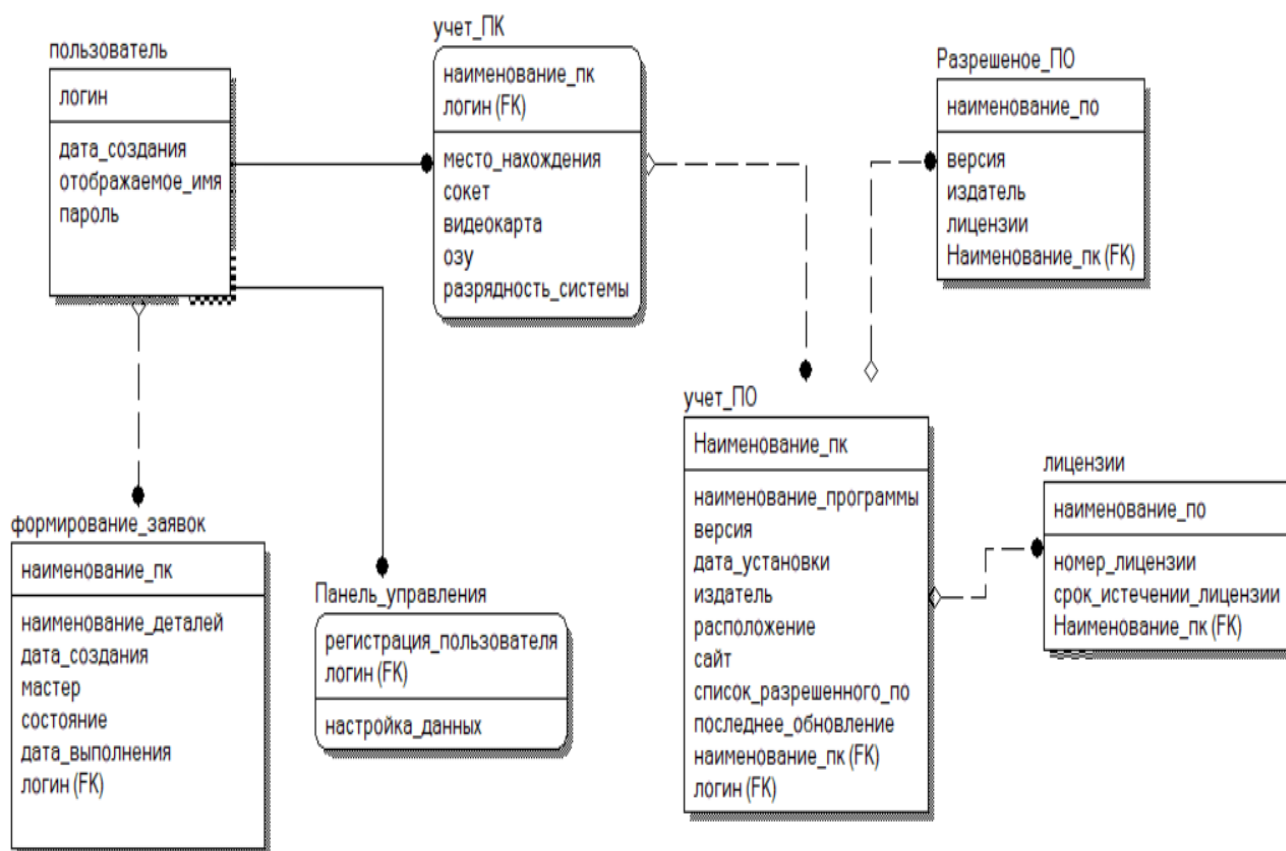 пользователь
логин
дата_создания
отображаемое_имя
пароль
учет_ПК
наименование_пк
логин (FK)
место_нахождения
сокет
видеокарта
озу
разрядность_системы
Разрешеное_ПО
наименование_по
версия
издатель
лицензии
Наименование_пк (FK)
формирование_заявок
наименование_пк
наименование_деталей
дата_создания
мастер
состояние
дата_выполнения
логин (FK)
Панель_управления
регистрация_пользователя
логин (FK)
настройка_данных
учет_ПО
Наименование_пк
наименование_программы
версия
дата_установки
издатель
расположение
сайт
список_разрешенного_по
последнее_обновление
наименование_пк (FK)
логин (FK)
лицензии
наименование_по
номер_лицензии
срок_истечении_лицензии
Наименование_пк (FK)